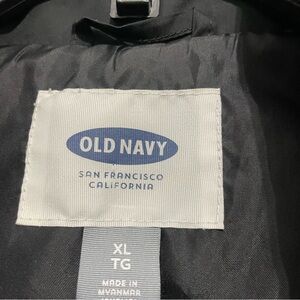 OLD NAVY
SAN FRANCISCO
CALIFORNIA
XL
TG
MADE IN
MYANMAR